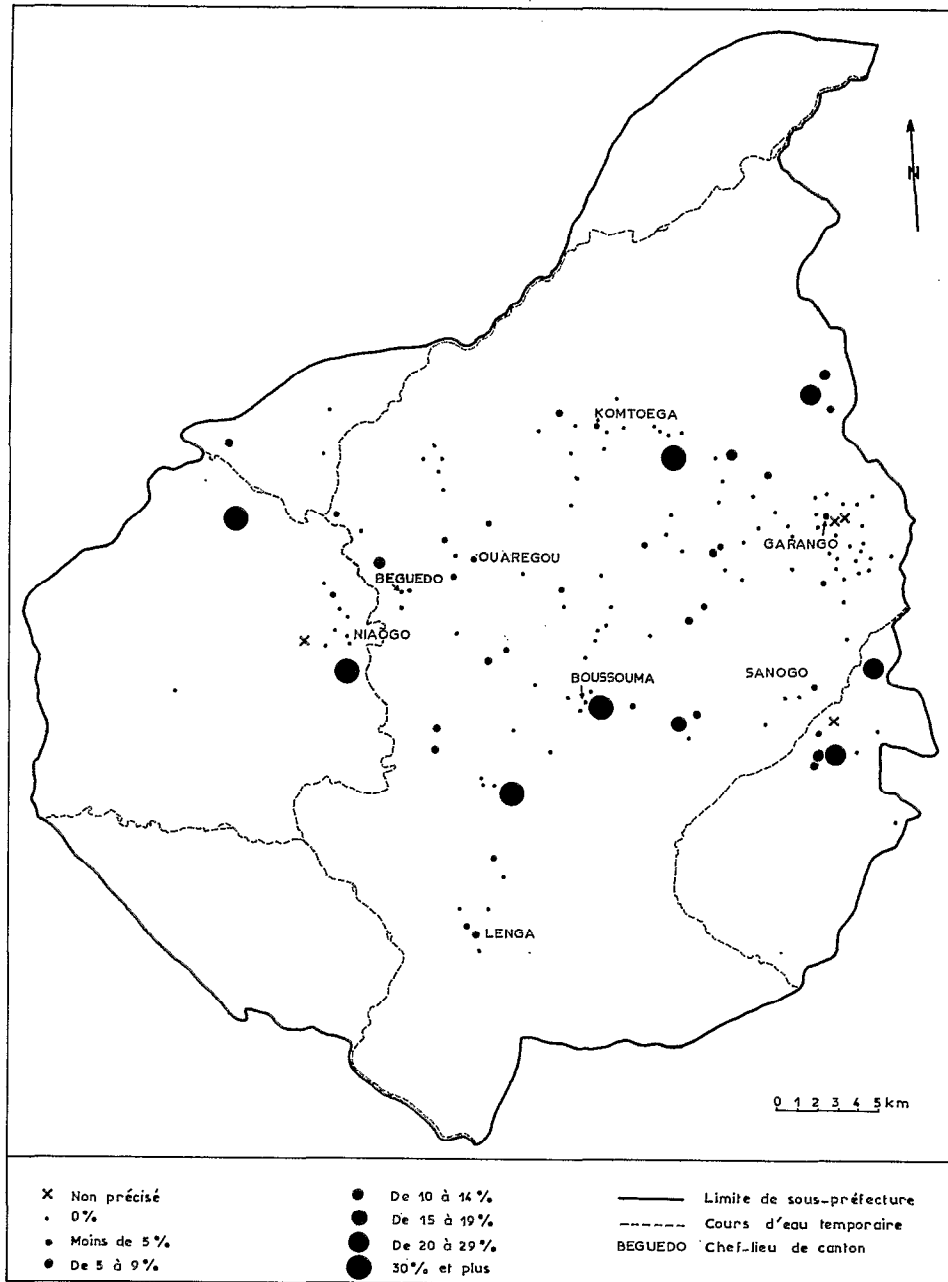 N
KOMTOEGA
GARANGO
OUAREGOU
BEGUEDO
NIAOGO
SANOGO
BOUSSOUMA
LENGA
0 1 2 3 4 5 km
Non précisé
0%
Moins de 5%
De 5 à 9%
De 10 à 14%
De 15 à 19%
De 20 à 29%
30% et plus
Limite de sous-préfecture
Cours d'eau temporaire
BEGUEDO Chef-lieu de canton